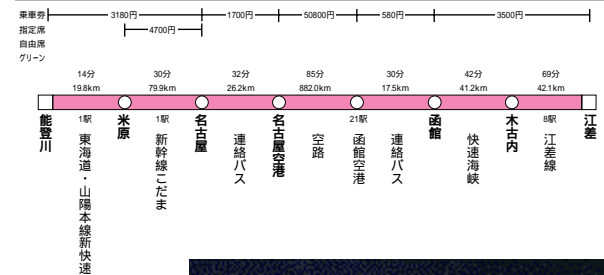 乗車券 3180円 1700円 50800円 580円 3500円
指定席 4700円
自由席
グリーン
14分 30分 32分 85分 30分 42分 69分
19.8km 79.9km 26.2km 882.0km 17.5km 41.2km 42.1km
能登川
1駅
東海道・山陽本線新快速
米原
1駅
新幹線こだま
名古屋
連絡バス
名古屋空港
空路
21駅
函館空港
連絡バス
函館
快速海峡
木古内
8駅
江差線
江差